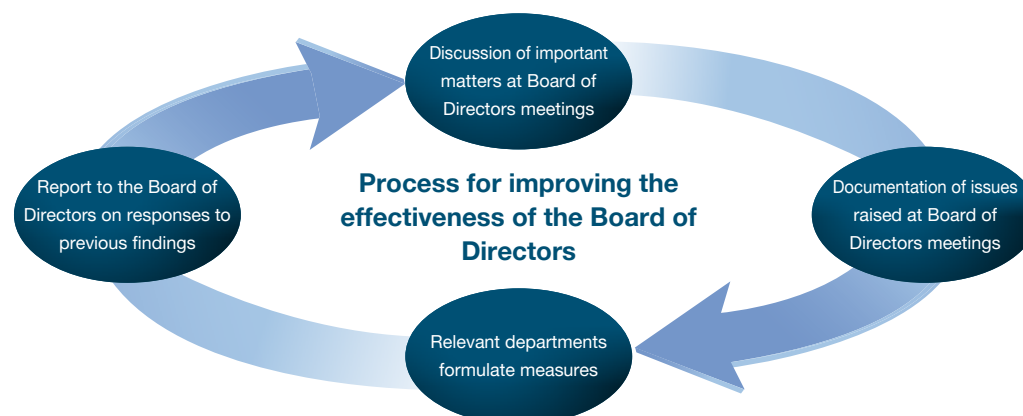 Discussion of important
matters at Board of
Directors meetings
Process for improving the
effectiveness of the Board of
Directors
Report to the Board of
Directors on responses to
previous findings
Documentation of issues
raised at Board of
Directors meetings
Relevant departments
formulate measures